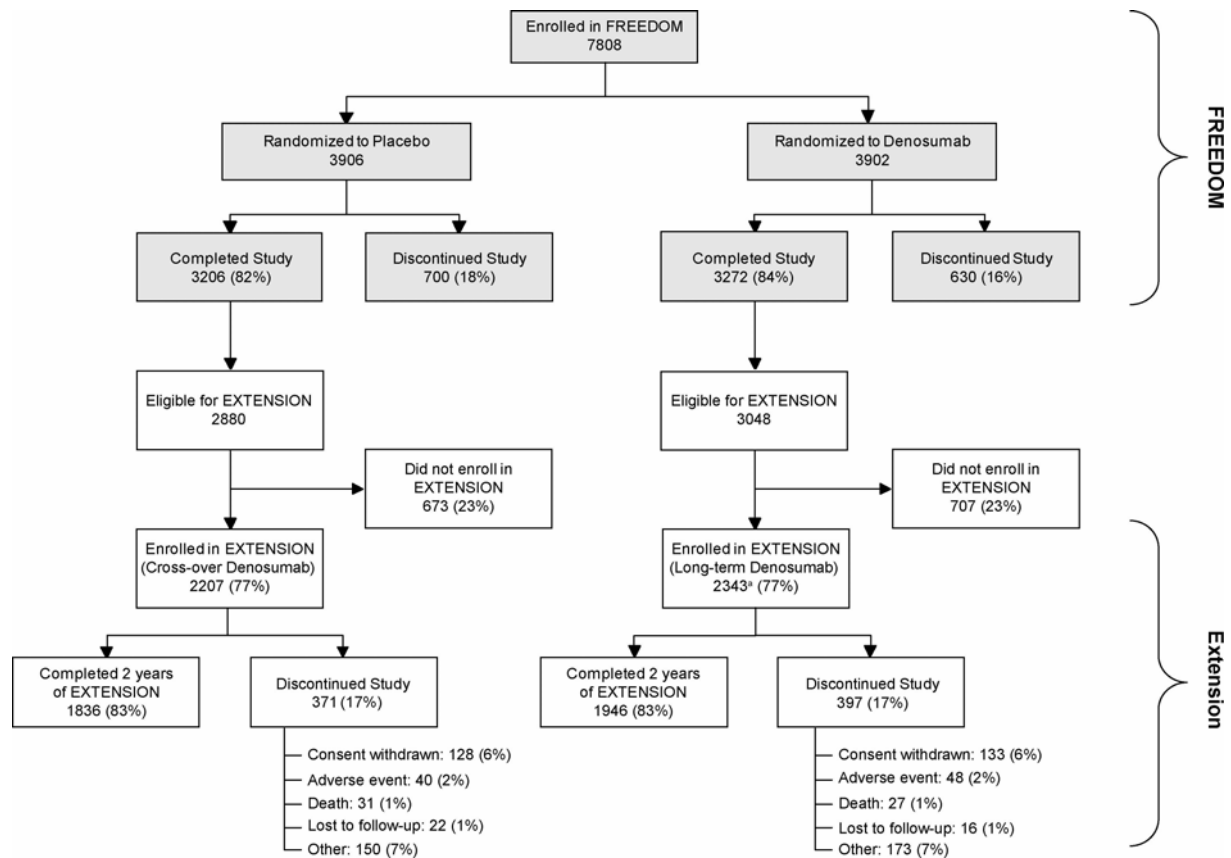 Enrolled in FREEDOM
7808
Randomized to Placebo
3906
Randomized to Denosumab
3902
Completed Study
3206 (82%)
Discontinued Study
700 (18%)
Completed Study
3272 (84%)
Discontinued Study
630 (16%)
FREEDOM
Eligible for EXTENSION
2880
Eligible for EXTENSION
3048
Did not enroll in
EXTENSION
673 (23%)
Did not enroll in
EXTENSION
707 (23%)
Enrolled in EXTENSION
(Cross-over Denosumab)
2207 (77%)
Enrolled in EXTENSION
(Long-term Denosumab)
2343ᵃ (77%)
Completed 2 years
of EXTENSION
1836 (83%)
Discontinued Study
371 (17%)
Completed 2 years
of EXTENSION
1946 (83%)
Discontinued Study
397 (17%)
Extension
Consent withdrawn: 128 (6%)
Adverse event: 40 (2%)
Death: 31 (1%)
Lost to follow-up: 22 (1%)
Other: 150 (7%)
Consent withdrawn: 133 (6%)
Adverse event: 48 (2%)
Death: 27 (1%)
Lost to follow-up: 16 (1%)
Other: 173 (7%)